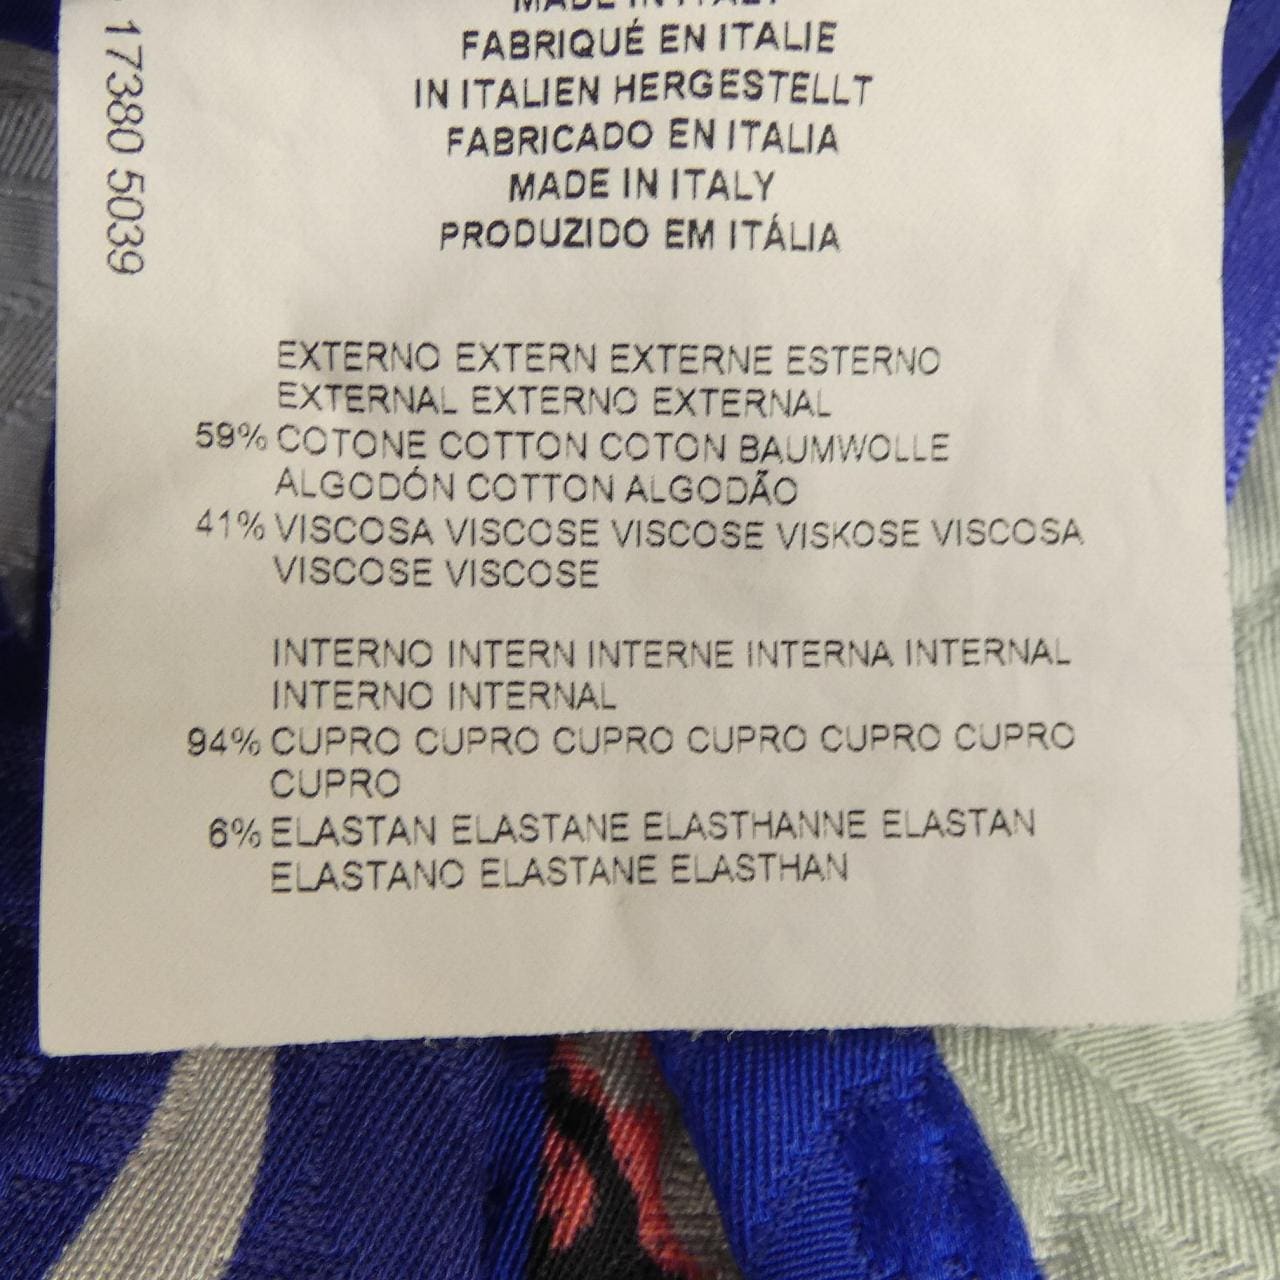 MADE IN ITALY
FABRIQUÉ EN ITALIE
IN ITALIEN HERGESTELLT
FABRICADO EN ITALIA
MADE IN ITALY
PRODUZIDO EM ITÁLIA
17380 5039
EXTERNO EXTERN EXTERNE ESTERNO
EXTERNAL EXTERNO EXTERNAL
59% COTONE COTTON COTON BAUMWOLLE
ALGODÓN COTTON ALGODÃO
41% VISCOSA VISCOSE VISCOSE VISKOSE VISCOSA
VISCOSE VISCOSE
INTERNO INTERN INTERNE INTERNA INTERNAL
INTERNO INTERNAL
94% CUPRO CUPRO CUPRO CUPRO CUPRO CUPRO
CUPRO
6% ELASTAN ELASTANE ELASTHANNE ELASTAN
ELASTANO ELASTANE ELASTHAN